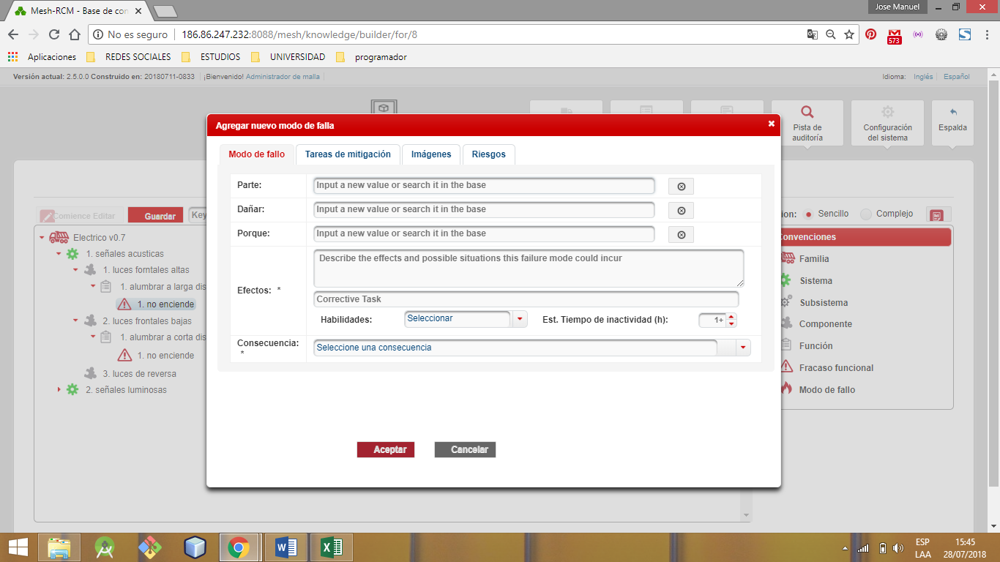 Mesh-RCM - Base de con
Jose Manuel
No es seguro 186.86.247.232:8088/mesh/knowledge/builder/for/8
573
Aplicaciones REDES SOCIALES ESTUDIOS UNIVERSIDAD programador
Versión actual: 2.5.0.0 Construido en: 20180711-0833 ¡Bienvenido! Administrador de malla
Idioma: Inglés Español
Pista de auditoría
Configuración del sistema
Espalda
Agregar nuevo modo de falla
Modo de fallo Tareas de mitigación Imágenes Riesgos
Parte: Input a new value or search it in the base
Dañar: Input a new value or search it in the base
Porque: Input a new value or search it in the base
Efectos: * Describe the effects and possible situations this failure mode could incur
Corrective Task
Habilidades: Seleccionar Est. Tiempo de inactividad (h): 1+
Consecuencia: * Seleccione una consecuencia
Aceptar Cancelar
Comience Editar Guardar Key
Electrico v0.7
1. señales acusticas
1. luces forntales altas
1. alumbrar a larga dis
1. no enciende
2. luces frontales bajas
1. alumbrar a corta dis
1. no enciende
3. luces de reversa
2. señales luminosas
ion: Sencillo Complejo
Convenciones
Familia
Sistema
Subsistema
Componente
Función
Fracaso funcional
Modo de fallo
ESP
LAA
15:45
28/07/2018